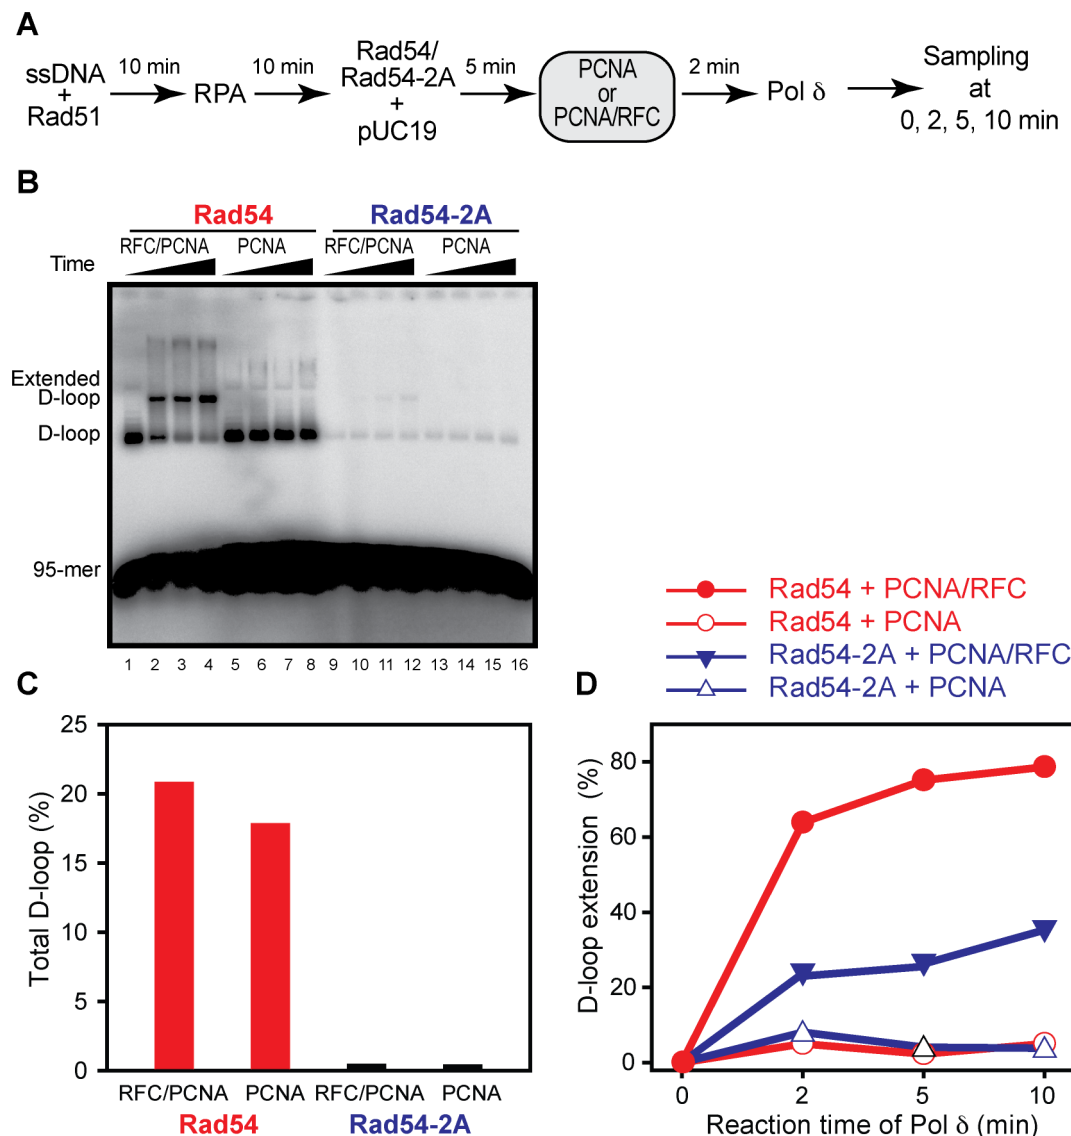 A
ssDNA
+
Rad51
10 min
RPA
10 min
Rad54/
Rad54-2A
+
pUC19
5 min
PCNA
or
PCNA/RFC
2 min
Pol δ
Sampling
at
0, 2, 5, 10 min
B
Rad54 Rad54-2A
RFC/PCNA PCNA RFC/PCNA PCNA
Time
Extended
D-loop
D-loop
95-mer
1 2 3 4 5 6 7 8 9 10 11 12 13 14 15 16
Rad54 + PCNA/RFC
Rad54 + PCNA
Rad54-2A + PCNA/RFC
Rad54-2A + PCNA
C
Total D-loop (%)
25
20
15
10
5
0
RFC/PCNA PCNA RFC/PCNA PCNA
Rad54 Rad54-2A
D
D-loop extension (%)
80
60
40
20
0
0 2 5 10
Reaction time of Pol δ (min)